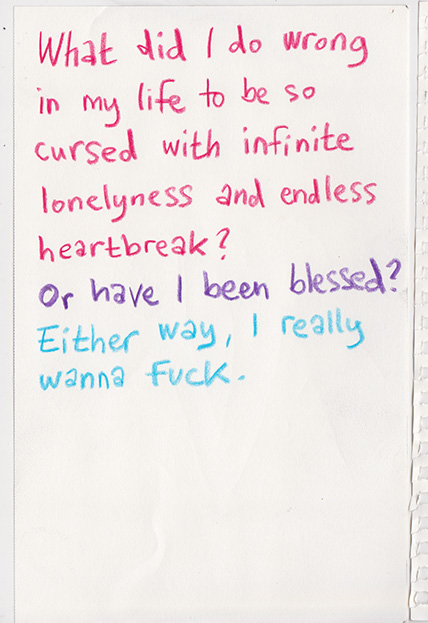 What did I do wrong
in my life to be so
cursed with infinite
lonelyness and endless
heartbreak?
Or have I been blessed?
Either way, I really
wanna fuck.